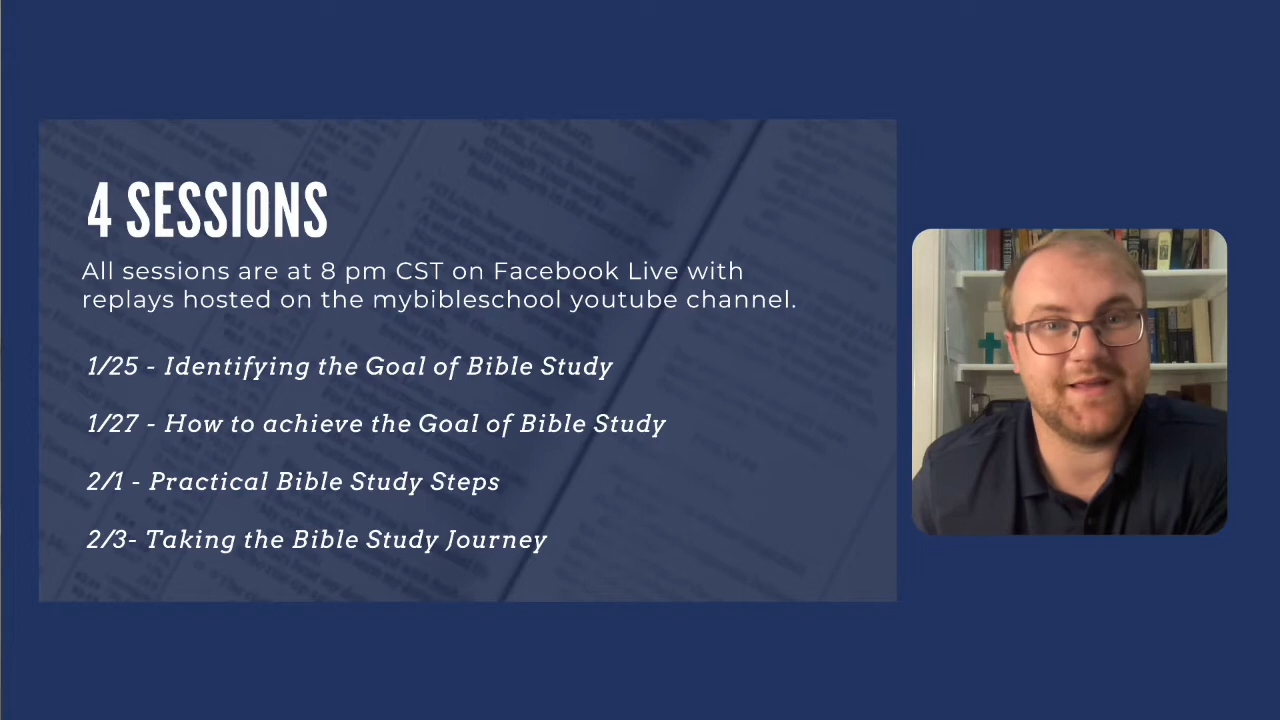 4 SESSIONS
All sessions are at 8 pm CST on Facebook Live with
replays hosted on the mybibleschool youtube channel.
1/25 - Identifying the Goal of Bible Study
1/27 - How to achieve the Goal of Bible Study
2/1 - Practical Bible Study Steps
2/3- Taking the Bible Study Journey